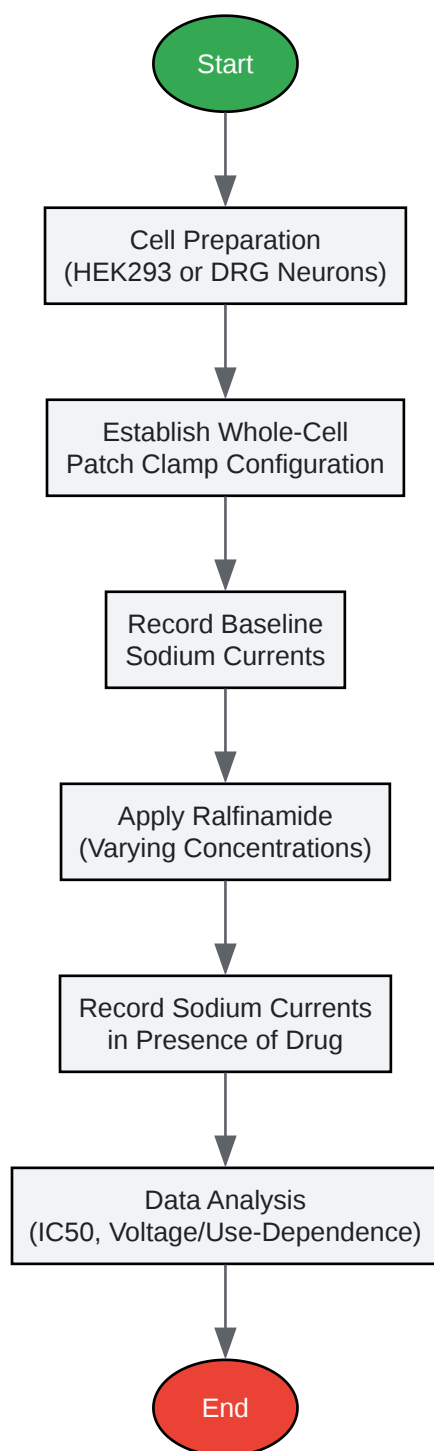 Start
Cell Preparation
(HEK293 or DRG Neurons)
Establish Whole-Cell
Patch Clamp Configuration
Record Baseline
Sodium Currents
Apply Ralfinamide
(Varying Concentrations)
Record Sodium Currents
in Presence of Drug
Data Analysis
(IC50, Voltage/Use-Dependence)
End